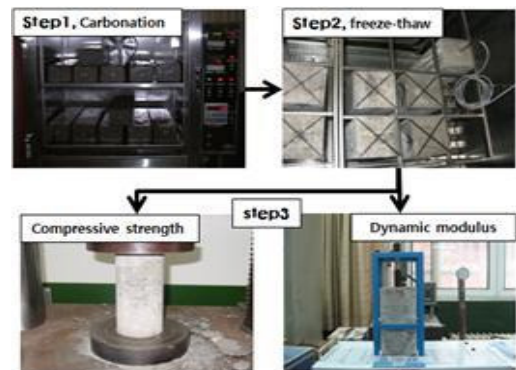 Step1, Carbonation
Step2, freeze-thaw
step3
Compressive strength
Dynamic modulus